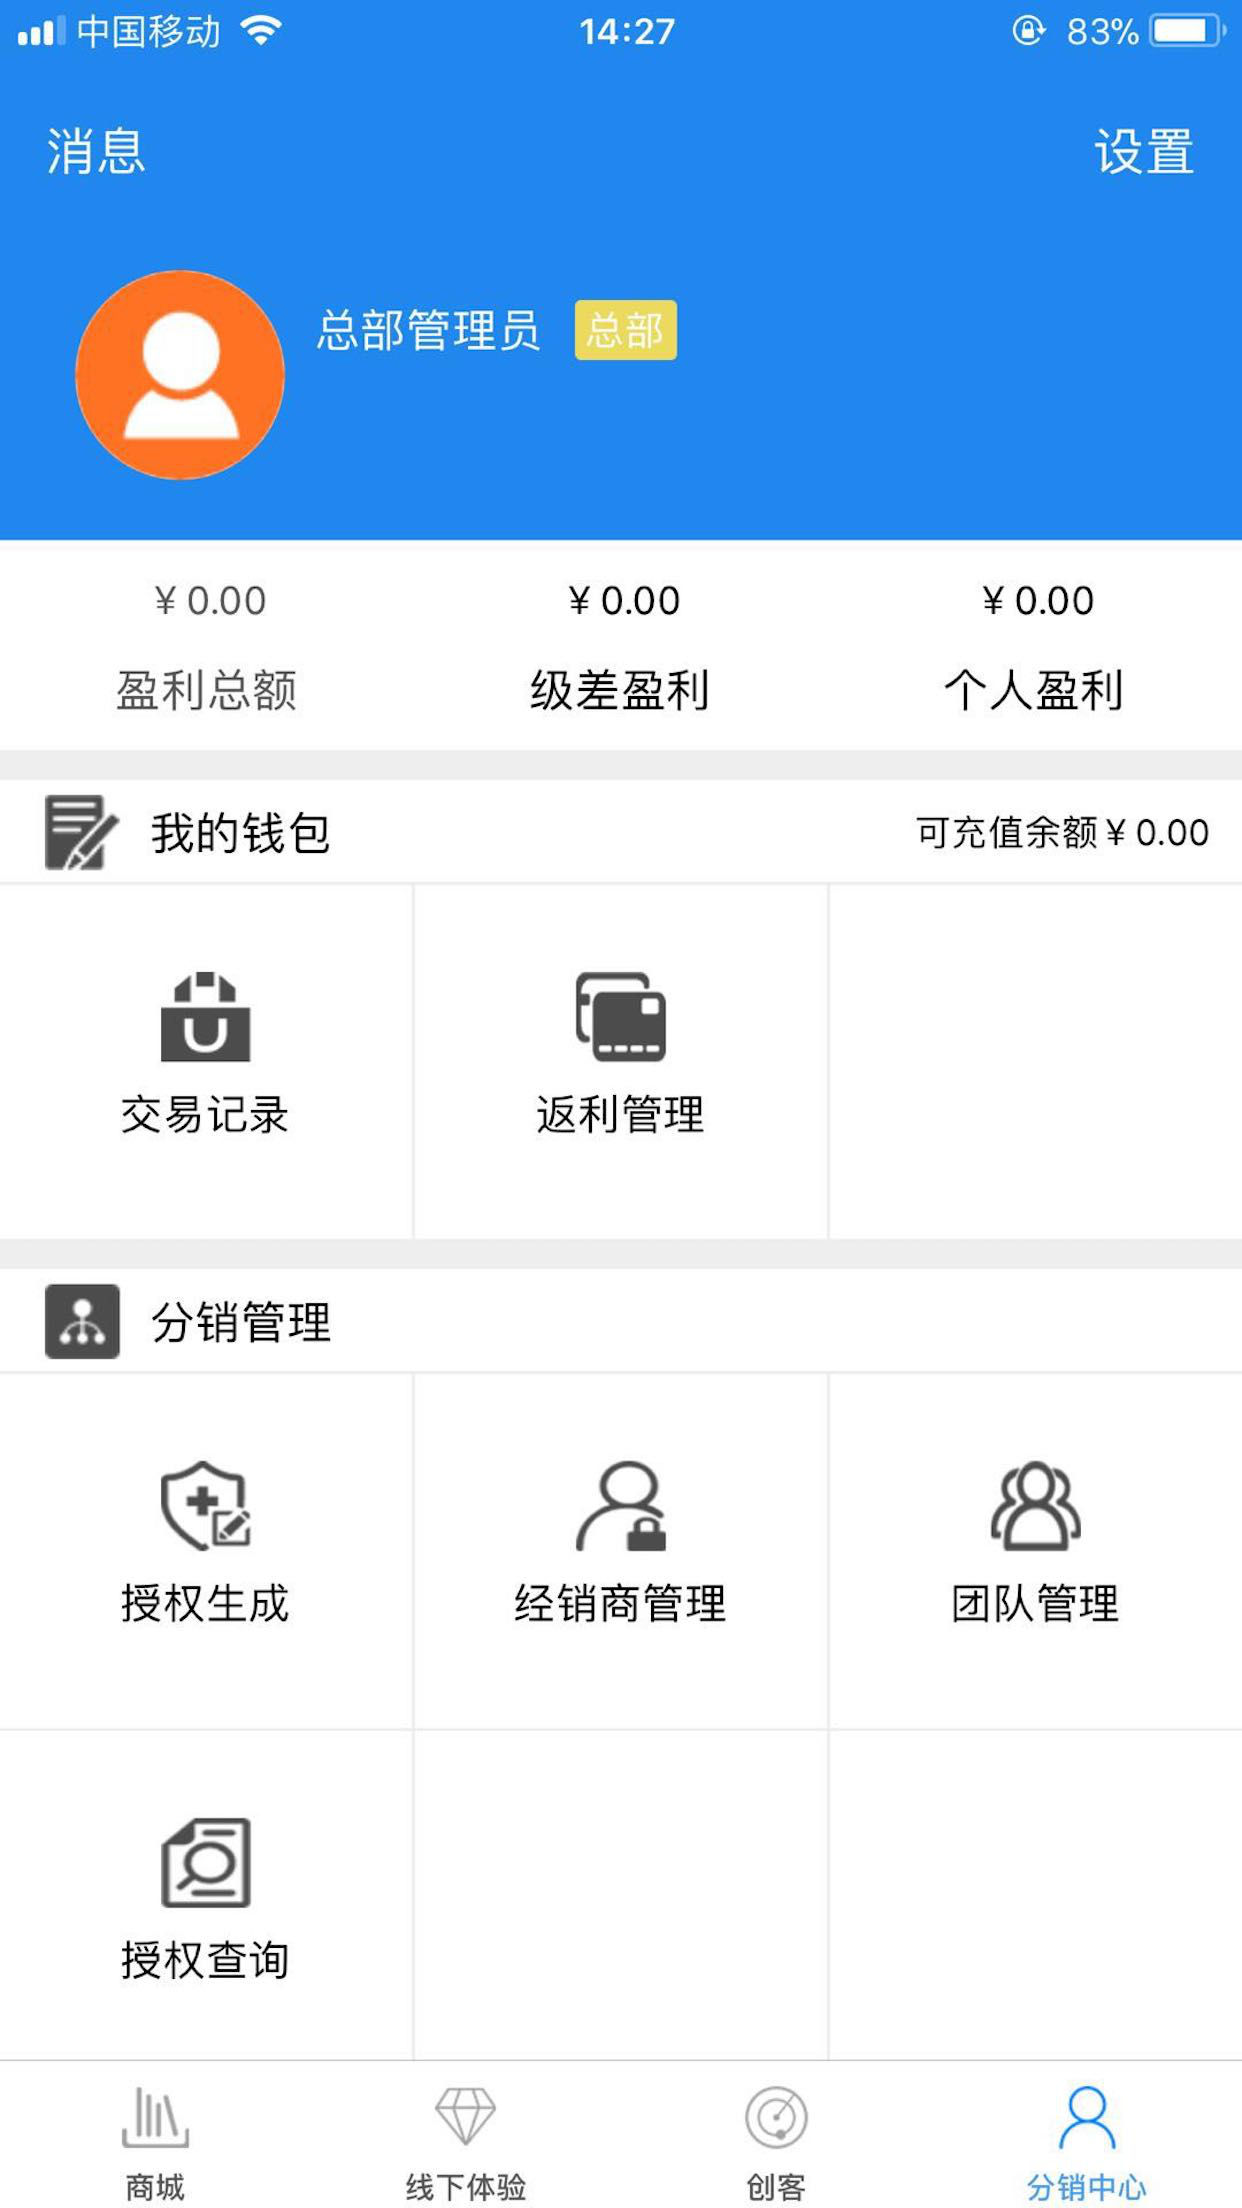 中国移动 14:27 83%
消息 设置
总部管理员 总部
¥ 0.00 ¥ 0.00 ¥ 0.00
盈利总额 级差盈利 个人盈利
我的钱包 可充值余额 ¥ 0.00
交易记录 返利管理
分销管理
授权生成 经销商管理 团队管理
授权查询
商城 线下体验 创客 分销中心